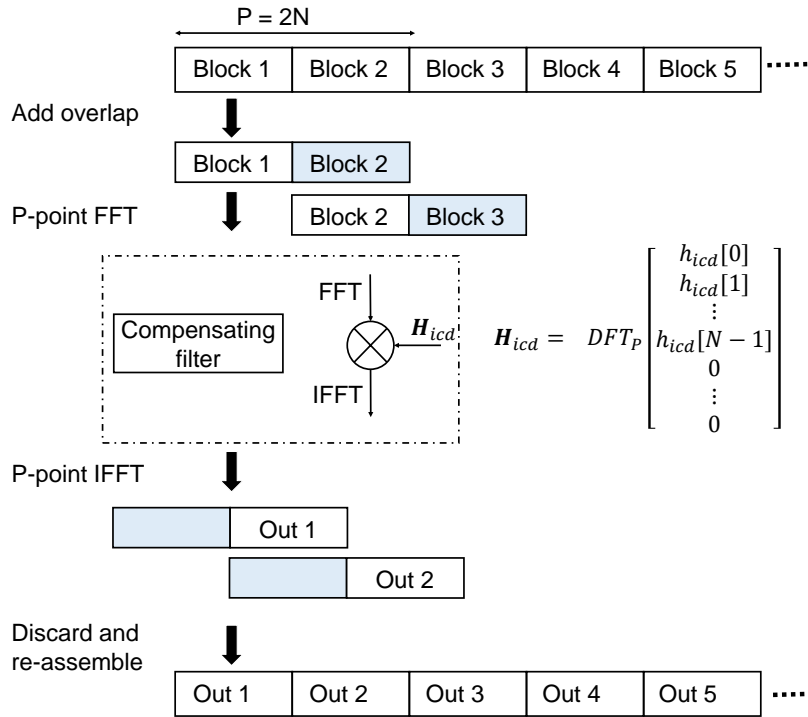 P = 2N
Block 1 Block 2 Block 3 Block 4 Block 5 .....
Add overlap
Block 1 Block 2
P-point FFT
Block 2 Block 3
FFT
Compensating
filter
H_icd
IFFT
H_icd = DFT_P
h_icd[0]
h_icd[1]
⋮
h_icd[N − 1]
0
⋮
0
P-point IFFT
Out 1
Out 2
Discard and
re-assemble
Out 1 Out 2 Out 3 Out 4 Out 5 ....